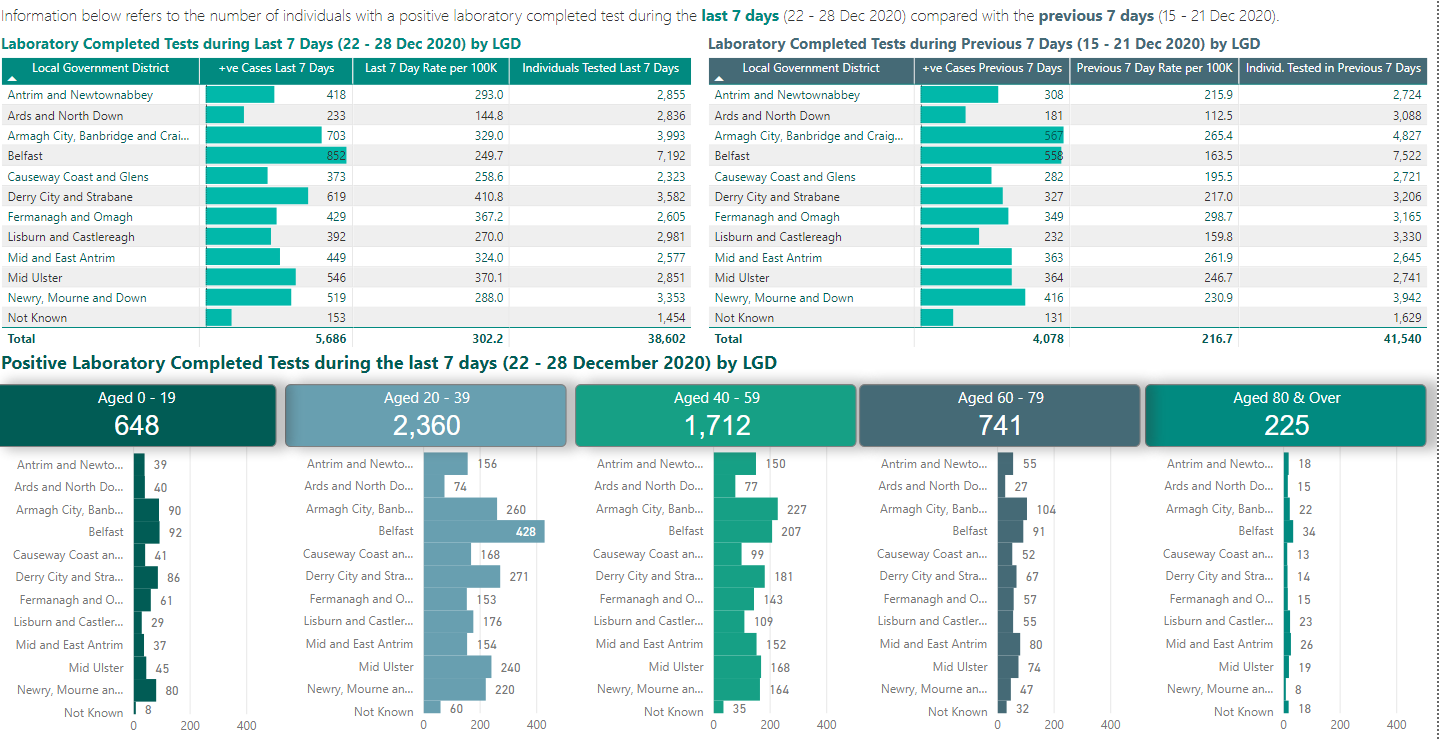 Information below refers to the number of individuals with a positive laboratory completed test during the last 7 days (22 - 28 Dec 2020) compared with the previous 7 days (15 - 21 Dec 2020).
Laboratory Completed Tests during Last 7 Days (22 - 28 Dec 2020) by LGD
Local Government District +ve Cases Last 7 Days Last 7 Day Rate per 100K Individuals Tested Last 7 Days
Antrim and Newtownabbey 418 293.0 2,855
Ards and North Down 233 144.8 2,836
Armagh City, Banbridge and Crai... 703 329.0 3,993
Belfast 852 249.7 7,192
Causeway Coast and Glens 373 258.6 2,323
Derry City and Strabane 619 410.8 3,582
Fermanagh and Omagh 429 367.2 2,605
Lisburn and Castlereagh 392 270.0 2,981
Mid and East Antrim 449 324.0 2,577
Mid Ulster 546 370.1 2,851
Newry, Mourne and Down 519 288.0 3,353
Not Known 153 1,454
Total 5,686 302.2 38,602
Laboratory Completed Tests during Previous 7 Days (15 - 21 Dec 2020) by LGD
Local Government District +ve Cases Previous 7 Days Previous 7 Day Rate per 100K Individ. Tested in Previous 7 Days
Antrim and Newtownabbey 308 215.9 2,724
Ards and North Down 181 112.5 3,088
Armagh City, Banbridge and Craig... 567 265.4 4,827
Belfast 558 163.5 7,522
Causeway Coast and Glens 282 195.5 2,721
Derry City and Strabane 327 217.0 3,206
Fermanagh and Omagh 349 298.7 3,165
Lisburn and Castlereagh 232 159.8 3,330
Mid and East Antrim 363 261.9 2,645
Mid Ulster 364 246.7 2,741
Newry, Mourne and Down 416 230.9 3,942
Not Known 131 1,629
Total 4,078 216.7 41,540
Positive Laboratory Completed Tests during the last 7 days (22 - 28 December 2020) by LGD
Aged 0 - 19
648
Antrim and Newto... 39
Ards and North Do... 40
Armagh City, Banb... 90
Belfast 92
Causeway Coast an... 41
Derry City and Stra... 86
Fermanagh and O... 61
Lisburn and Castler... 29
Mid and East Antrim 37
Mid Ulster 45
Newry, Mourne an... 80
Not Known 8
0 200 400
Aged 20 - 39
2,360
Antrim and Newto... 156
Ards and North Do... 74
Armagh City, Banb... 260
Belfast 428
Causeway Coast an... 168
Derry City and Stra... 271
Fermanagh and O... 153
Lisburn and Castler... 176
Mid and East Antrim 154
Mid Ulster 240
Newry, Mourne an... 220
Not Known 60
0 200 400
Aged 40 - 59
1,712
Antrim and Newto... 150
Ards and North Do... 77
Armagh City, Banb... 227
Belfast 207
Causeway Coast an... 99
Derry City and Stra... 181
Fermanagh and O... 143
Lisburn and Castler... 109
Mid and East Antrim 152
Mid Ulster 168
Newry, Mourne an... 164
Not Known 35
0 200 400
Aged 60 - 79
741
Antrim and Newto... 55
Ards and North Do... 27
Armagh City, Banb... 104
Belfast 91
Causeway Coast an... 52
Derry City and Stra... 67
Fermanagh and O... 57
Lisburn and Castler... 55
Mid and East Antrim 80
Mid Ulster 74
Newry, Mourne an... 47
Not Known 32
0 200 400
Aged 80 & Over
225
Antrim and Newto... 18
Ards and North Do... 15
Armagh City, Banb... 22
Belfast 34
Causeway Coast an... 13
Derry City and Stra... 14
Fermanagh and O... 15
Lisburn and Castler... 23
Mid and East Antrim 26
Mid Ulster 19
Newry, Mourne an... 8
Not Known 18
0 200 400